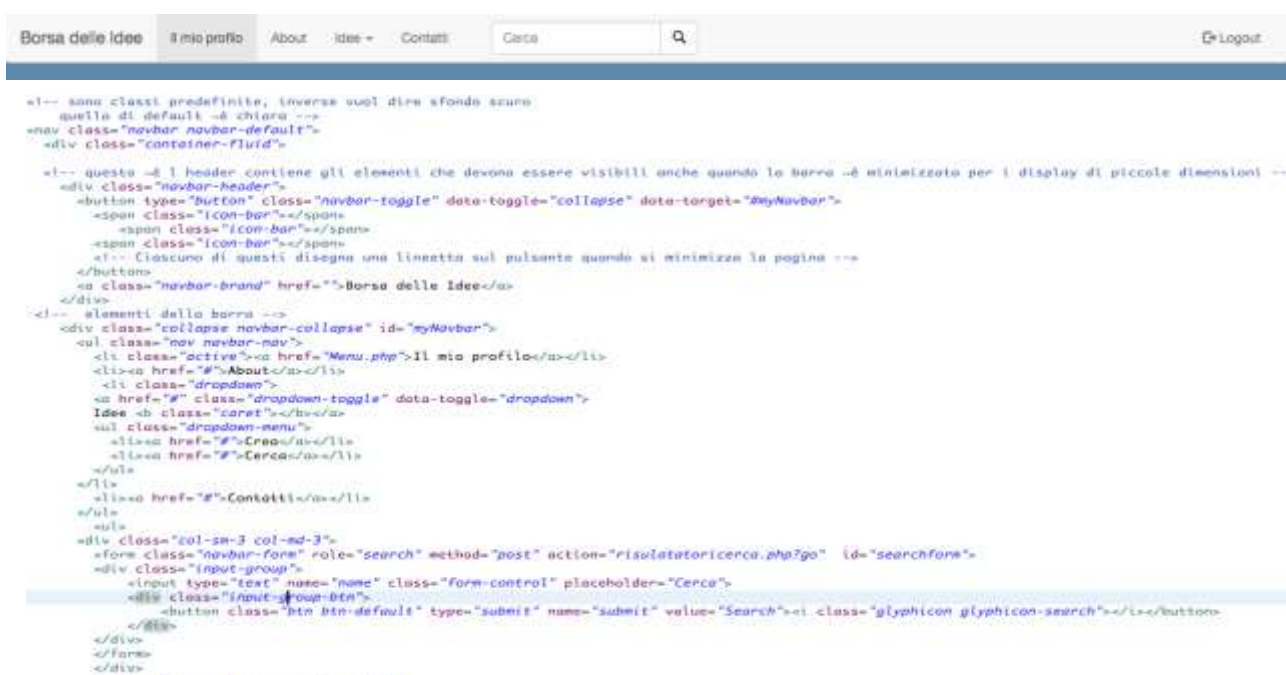 Borsa delle Idee Il mio profilo About Idee Contatti Cerca Logout
<!-- sono classi predefinite, inverse vuol dire sfondo scuro
quella di default -é chiara -->
<nav class="navbar navbar-default">
<div class="container-fluid">
<!-- questo -é l header contiene gli elementi che devono essere visibili anche quando la barra -é minimizzata per i display di piccole dimensioni --
<div class="navbar-header">
<button type="button" class="navbar-toggle" data-toggle="collapse" data-target="#myNavbar">
<span class="icon-bar"></span>
<span class="icon-bar"></span>
<span class="icon-bar"></span>
<!-- Ciascuno di questi disegna una lineetta sul pulsante quando si minimizza la pagina -->
</button>
<a class="navbar-brand" href="">Borsa delle Idee</a>
</div>
<!-- elementi della barra -->
<div class="collapse navbar-collapse" id="myNavbar">
<ul class="nav navbar-nav">
<li class="active"><a href="Menu.php">Il mio profilo</a></li>
<li><a href="#">About</a></li>
<li class="dropdown">
<a href="#" class="dropdown-toggle" data-toggle="dropdown">
Idee <b class="caret"></b></a>
<ul class="dropdown-menu">
<li><a href="#">Crea</a></li>
<li><a href="#">Cerca</a></li>
</ul>
</li>
<li><a href="#">Contatti</a></li>
</ul>
<ul>
<div class="col-sm-3 col-md-3">
<form class="navbar-form" role="search" method="post" action="risulatatoricerca.php?go" id="searchform">
<div class="input-group">
<input type="text" name="name" class="form-control" placeholder="Cerca">
<div class="input-group-btn">
<button class="btn btn-default" type="submit" name="submit" value="Search"><i class="glyphicon glyphicon-search"></i></button>
</div>
</div>
</form>
</div>